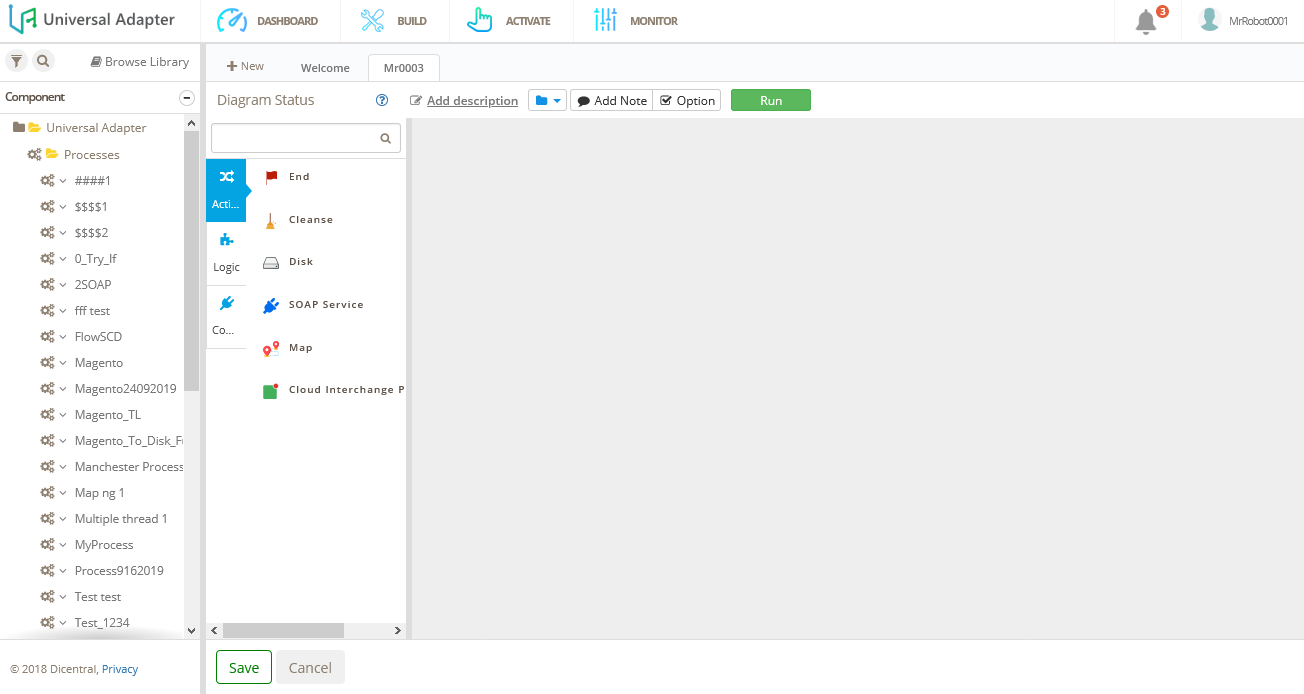 Universal Adapter
DASHBOARD
BUILD
ACTIVATE
MONITOR
3
MrRobot0001
Browse Library
New
Welcome
Mr0003
Component
Diagram Status
Add description
Add Note
Option
Run
Universal Adapter
Processes
####1
$$$$1
$$$$2
0_Try_If
2SOAP
fff test
FlowSCD
Magento
Magento24092019
Magento_TL
Magento_To_Disk_F
Manchester Process
Map ng 1
Multiple thread 1
MyProcess
Process9162019
Test test
Test_1234
Acti...
Logic
Co...
End
Cleanse
Disk
SOAP Service
Map
Cloud Interchange P
© 2018 Dicentral, Privacy
Save
Cancel